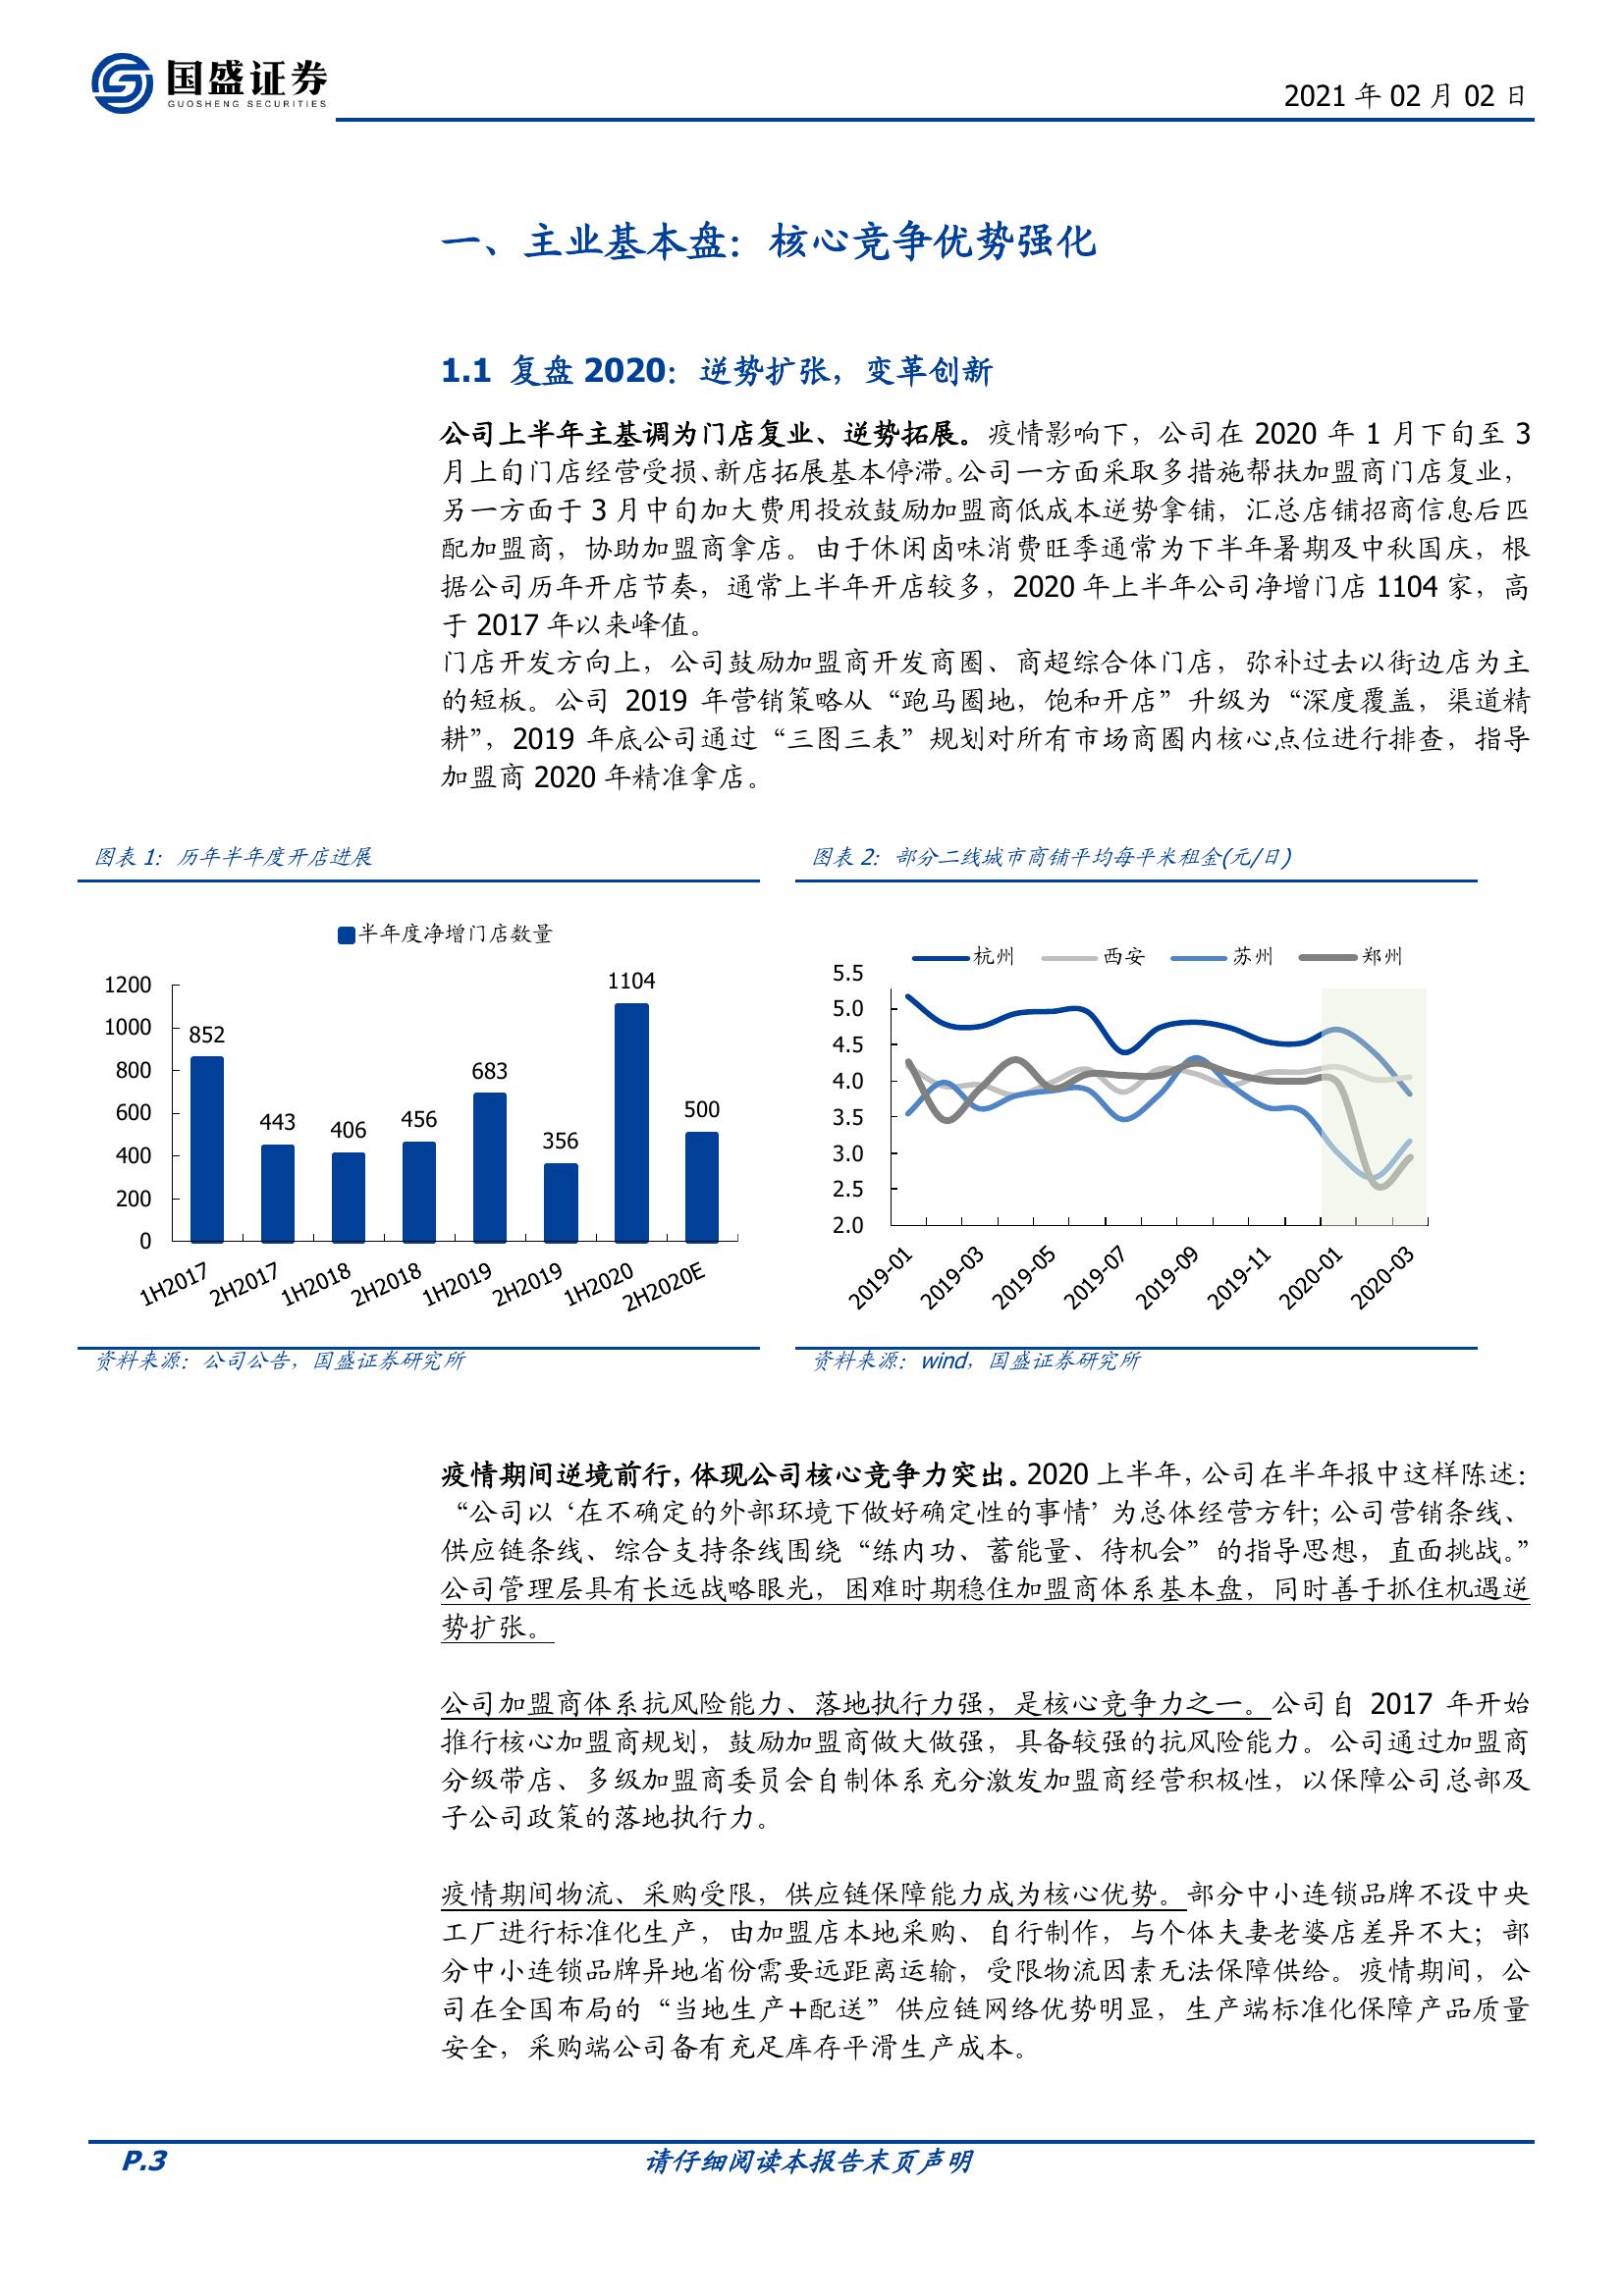 国盛证券
GUOSHENG SECURITIES
2021 年 02 月 02 日
一、主业基本盘：核心竞争优势强化
1.1 复盘 2020：逆势扩张，变革创新
公司上半年主基调为门店复业、逆势拓展。疫情影响下，公司在 2020 年 1 月下旬至 3
月上旬门店经营受损、新店拓展基本停滞。公司一方面采取多措施帮扶加盟商门店复业，
另一方面于 3 月中旬加大费用投放鼓励加盟商低成本逆势拿铺，汇总店铺招商信息后匹
配加盟商，协助加盟商拿店。由于休闲卤味消费旺季通常为下半年暑期及中秋国庆，根
据公司历年开店节奏，通常上半年开店较多，2020 年上半年公司净增门店 1104 家，高
于 2017 年以来峰值。
门店开发方向上，公司鼓励加盟商开发商圈、商超综合体门店，弥补过去以街边店为主
的短板。公司 2019 年营销策略从“跑马圈地，饱和开店”升级为“深度覆盖，渠道精
耕”，2019 年底公司通过“三图三表”规划对所有市场商圈内核心点位进行排查，指导
加盟商 2020 年精准拿店。
图表 1：历年半年度开店进展
半年度净增门店数量
1200
1000
800
600
400
200
0
852
443
406
456
683
356
1104
500
1H2017
2H2017
1H2018
2H2018
1H2019
2H2019
1H2020
2H2020E
资料来源：公司公告，国盛证券研究所
图表 2：部分二线城市商铺平均每平米租金(元/日)
杭州 西安 苏州 郑州
5.5
5.0
4.5
4.0
3.5
3.0
2.5
2.0
2019-01
2019-03
2019-05
2019-07
2019-09
2019-11
2020-01
2020-03
资料来源：wind，国盛证券研究所
疫情期间逆境前行，体现公司核心竞争力突出。2020 上半年，公司在半年报中这样陈述：
“公司以‘在不确定的外部环境下做好确定性的事情’为总体经营方针；公司营销条线、
供应链条线、综合支持条线围绕“练内功、蓄能量、待机会”的指导思想，直面挑战。”
公司管理层具有长远战略眼光，困难时期稳住加盟商体系基本盘，同时善于抓住机遇逆
势扩张。
公司加盟商体系抗风险能力、落地执行力强，是核心竞争力之一。公司自 2017 年开始
推行核心加盟商规划，鼓励加盟商做大做强，具备较强的抗风险能力。公司通过加盟商
分级带店、多级加盟商委员会自制体系充分激发加盟商经营积极性，以保障公司总部及
子公司政策的落地执行力。
疫情期间物流、采购受限，供应链保障能力成为核心优势。部分中小连锁品牌不设中央
工厂进行标准化生产，由加盟店本地采购、自行制作，与个体夫妻老婆店差异不大；部
分中小连锁品牌异地省份需要远距离运输，受限物流因素无法保障供给。疫情期间，公
司在全国布局的“当地生产+配送”供应链网络优势明显，生产端标准化保障产品质量
安全，采购端公司备有充足库存平滑生产成本。
P.3
请仔细阅读本报告末页声明